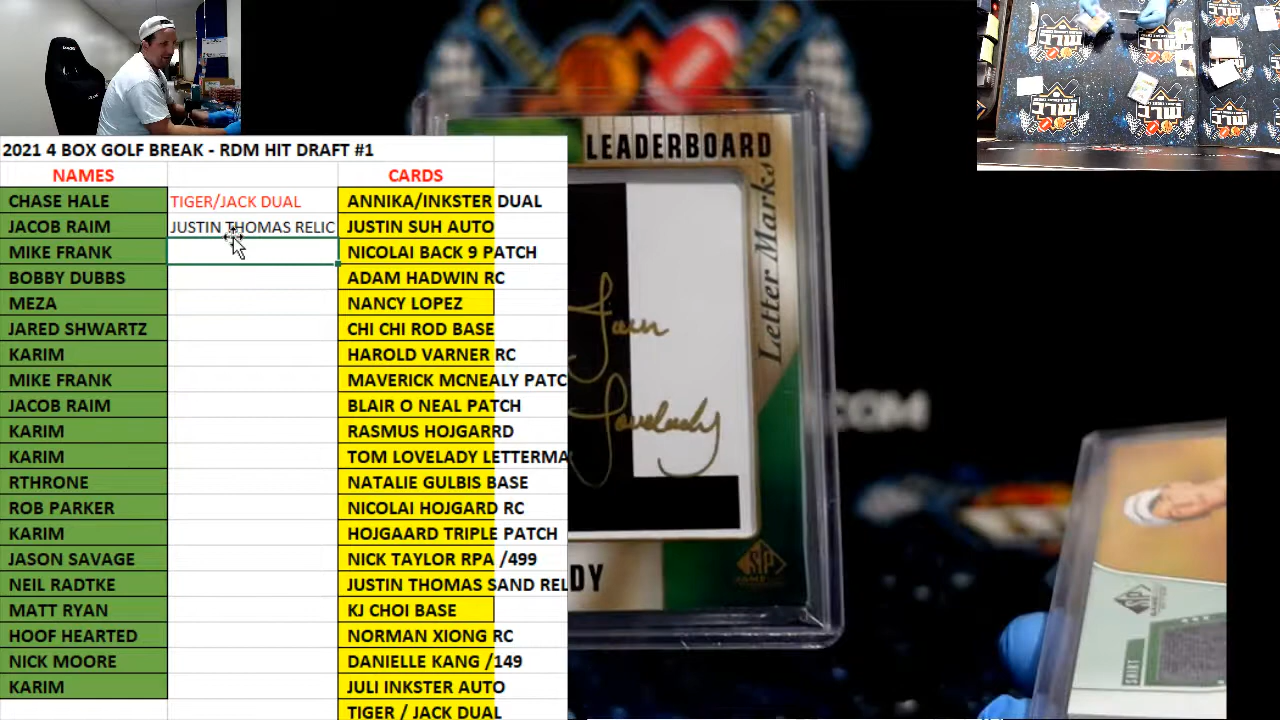 2021 4 BOX GOLF BREAK - RDM HIT DRAFT #1
NAMES CARDS
CHASE HALE TIGER/JACK DUAL ANNIKA/INKSTER DUAL
JACOB RAIM JUSTIN THOMAS RELIC JUSTIN SUH AUTO
MIKE FRANK NICOLAI BACK 9 PATCH
BOBBY DUBBS ADAM HADWIN RC
MEZA NANCY LOPEZ
JARED SHWARTZ CHI CHI ROD BASE
KARIM HAROLD VARNER RC
MIKE FRANK MAVERICK MCNEALY PATC
JACOB RAIM BLAIR O NEAL PATCH
KARIM RASMUS HOJGARRD
KARIM TOM LOVELADY LETTERMA
RTHRONE NATALIE GULBIS BASE
ROB PARKER NICOLAI HOJGARD RC
KARIM HOJGAARD TRIPLE PATCH
JASON SAVAGE NICK TAYLOR RPA /499
NEIL RADTKE JUSTIN THOMAS SAND REL
MATT RYAN KJ CHOI BASE
HOOF HEARTED NORMAN XIONG RC
NICK MOORE DANIELLE KANG /149
KARIM JULI INKSTER AUTO
TIGER / JACK DUAL
LEADERBOARD
Letter Marks
Lovelady
DY
SP
COM
SHIRT